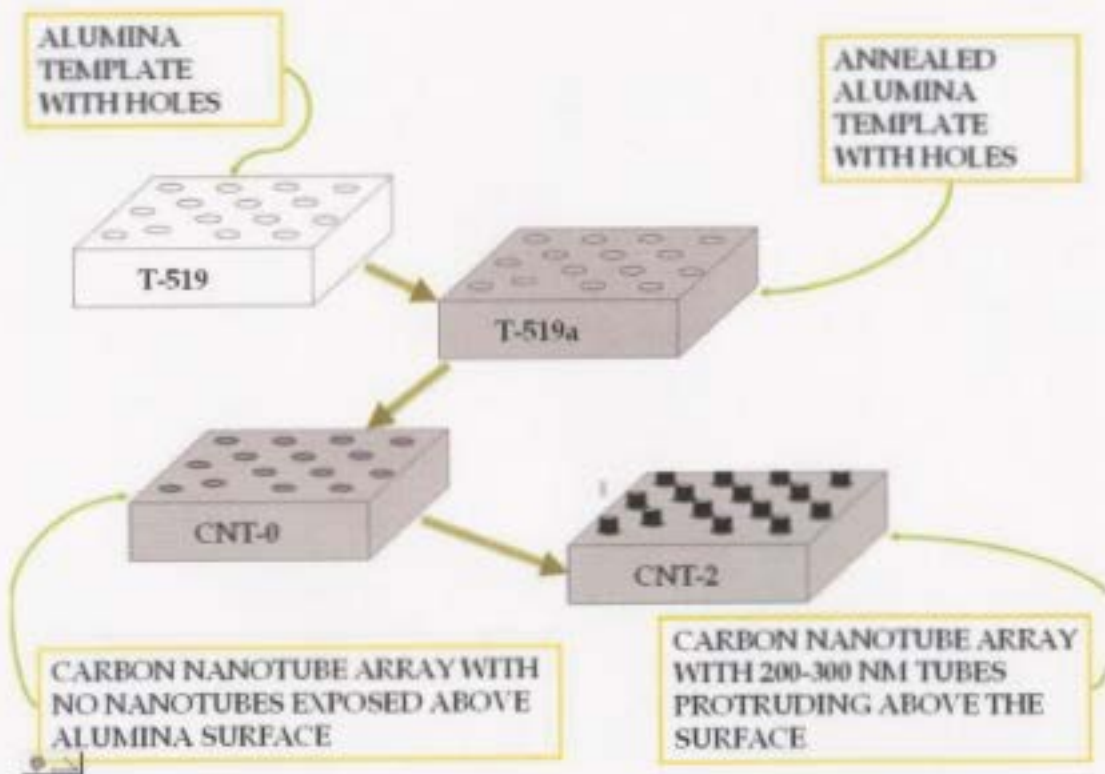 ALUMINA
TEMPLATE
WITH HOLES
ANNEALED
ALUMINA
TEMPLATE
WITH HOLES
T-519
T-519a
CNT-0
CNT-2
CARBON NANOTUBE ARRAY WITH
NO NANOTUBES EXPOSED ABOVE
ALUMINA SURFACE
CARBON NANOTUBE ARRAY
WITH 200-300 NM TUBES
PROTRUDING ABOVE THE
SURFACE